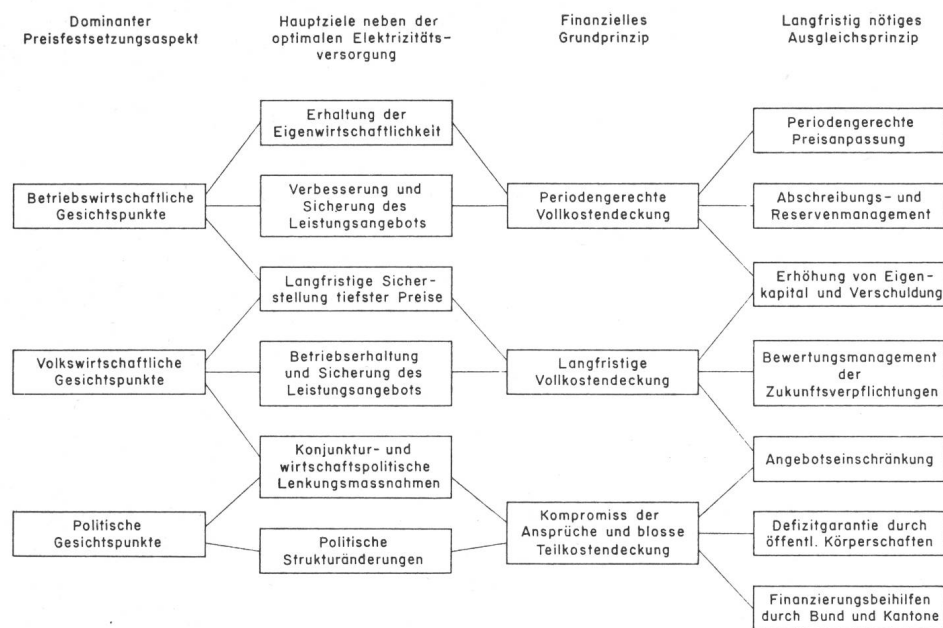 Dominanter
Preisfestsetzungsaspekt
Hauptziele neben der
optimalen Elektrizitäts-
versorgung
Finanzielles
Grundprinzip
Langfristig nötiges
Ausgleichsprinzip
Betriebswirtschaftliche
Gesichtspunkte
Volkswirtschaftliche
Gesichtspunkte
Politische
Gesichtspunkte
Erhaltung der
Eigenwirtschaftlichkeit
Verbesserung und
Sicherung des
Leistungsangebots
Langfristige Sicher-
stellung tiefster Preise
Betriebserhaltung
und Sicherung des
Leistungsangebots
Konjunktur- und
wirtschaftspolitische
Lenkungsmassnahmen
Politische
Strukturänderungen
Periodengerechte
Vollkostendeckung
Langfristige
Vollkostendeckung
Kompromiss der
Ansprüche und blosse
Teilkostendeckung
Periodengerechte
Preisanpassung
Abschreibungs- und
Reservenmanagement
Erhöhung von Eigen-
kapital und Verschuldung
Bewertungsmanagement
der
Zukunftsverpflichtungen
Angebotseinschränkung
Defizitgarantie durch
öffentl. Körperschaften
Finanzierungsbeihilfen
durch Bund und Kantone